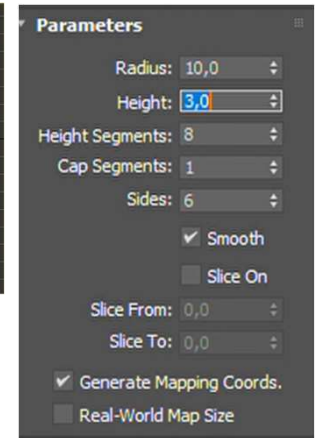 Parameters
Radius: 10,0
Height: 3,0
Height Segments: 8
Cap Segments: 1
Sides: 6
Smooth
Slice On
Slice From: 0,0
Slice To: 0,0
Generate Mapping Coords.
Real-World Map Size